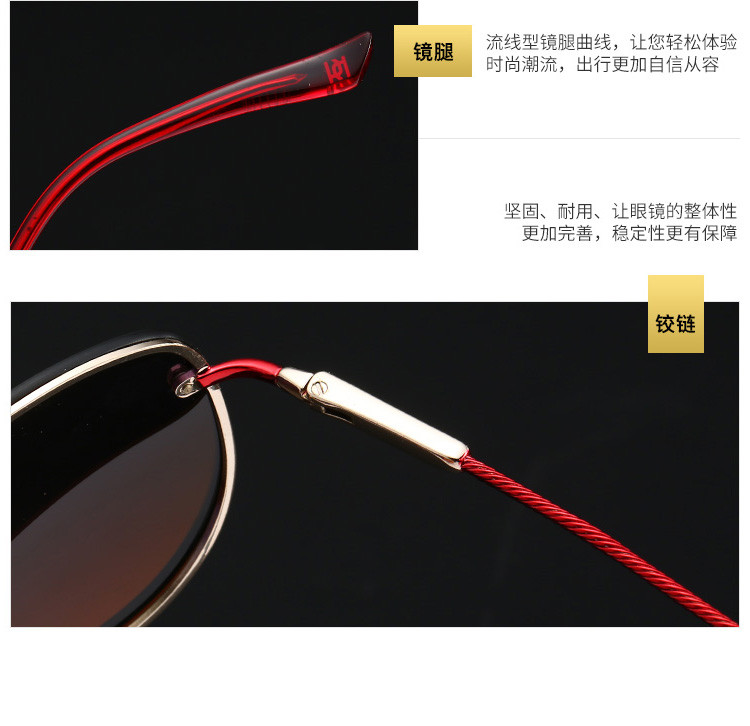 镜腿
流线型镜腿曲线，让您轻松体验
时尚潮流，出行更加自信从容
坚固、耐用、让眼镜的整体性
更加完善，稳定性更有保障
铰链